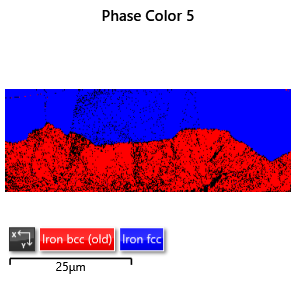 Phase Color 5
X
Y
Iron bcc (old) Iron fcc
25µm